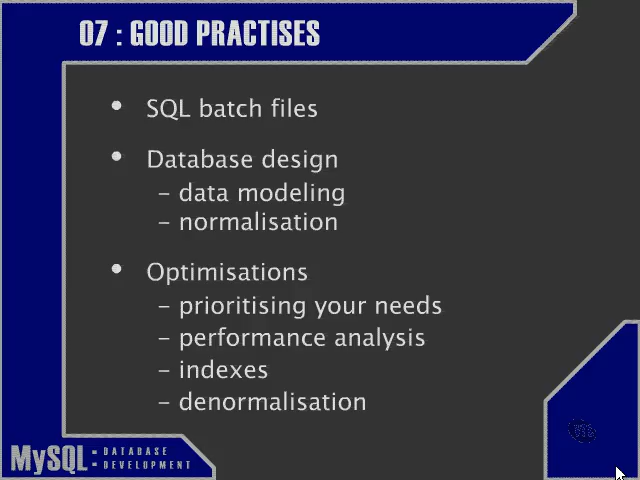 07 : GOOD PRACTISES
• SQL batch files
• Database design
– data modeling
– normalisation
• Optimisations
– prioritising your needs
– performance analysis
– indexes
– denormalisation
MySQL: DATABASE
DEVELOPMENT